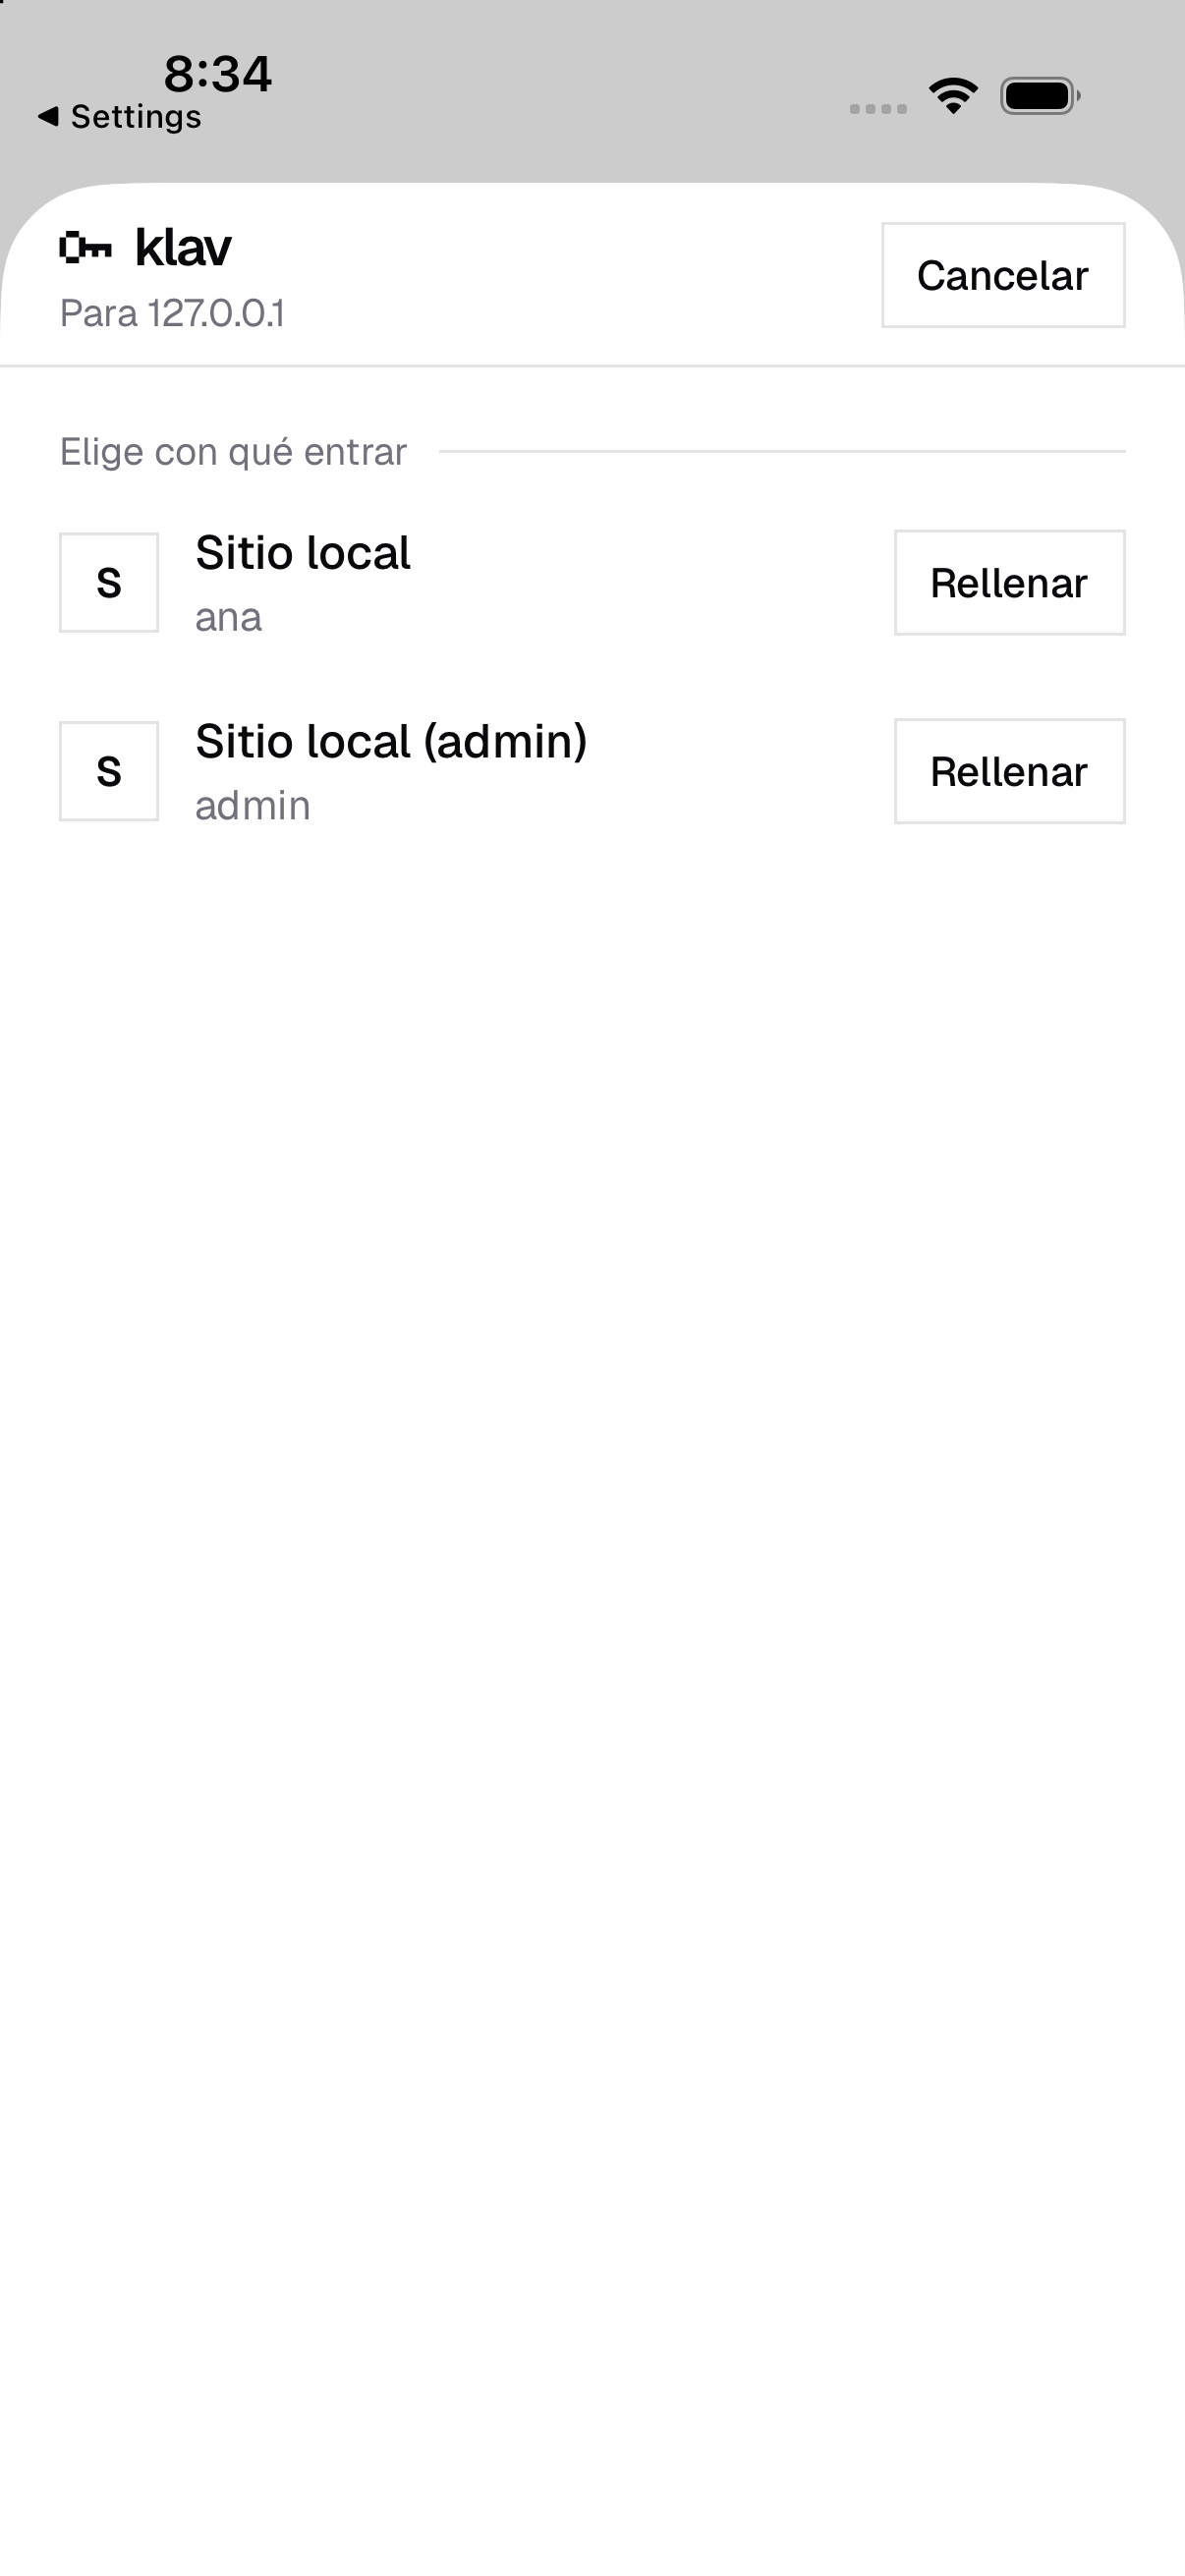 8:34
◀ Settings
klav
Cancelar
Para 127.0.0.1
Elige con qué entrar
S
Sitio local
ana
Rellenar
S
Sitio local (admin)
admin
Rellenar